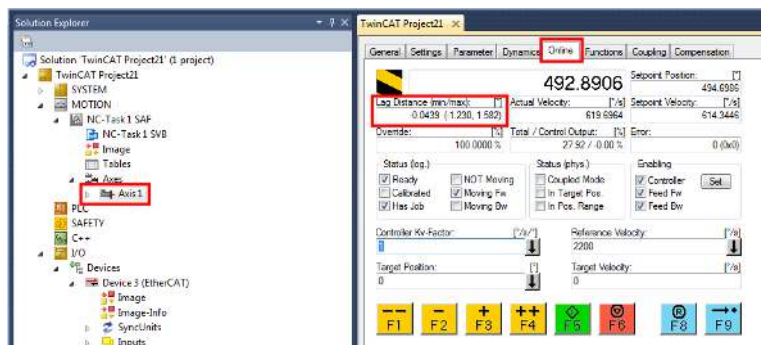 Solution Explorer
Solution 'TwinCAT Project21' (1 project)
TwinCAT Project21
SYSTEM
MOTION
NC-Task 1 SAF
NC-Task 1 SVB
Image
Tables
Axes
Axis 1
PLC
SAFETY
C++
I/O
Devices
Device 3 (EtherCAT)
Image
Image-Info
SyncUnits
Inputs
TwinCAT Project21
General Settings Parameter Dynamics Online Functions Coupling Compensation
492.8906
Setpoint Position: [°]
494.6986
Lag Distance (min/max): [°] Actual Velocity: [°/s] Setpoint Velocity: [°/s]
-0.0439 (-1.230, 1.582) 619.6964 614.3446
Override: [%] Total / Control Output: [%] Error:
100.0000 % 27.92 / -0.00 % 0 (0x0)
Status (log.) Status (phys.) Enabling
Ready NOT Moving Coupled Mode Controller Set
Calibrated Moving Fw In Target Pos. Feed Fw
Has Job Moving Bw In Pos. Range Feed Bw
Controller Kv-Factor: [°/s/°] Reference Velocity: [°/s]
1 2200
Target Position: [°] Target Velocity: [°/s]
0 0
-- - + ++ R
F1 F2 F3 F4 F5 F6 F8 F9